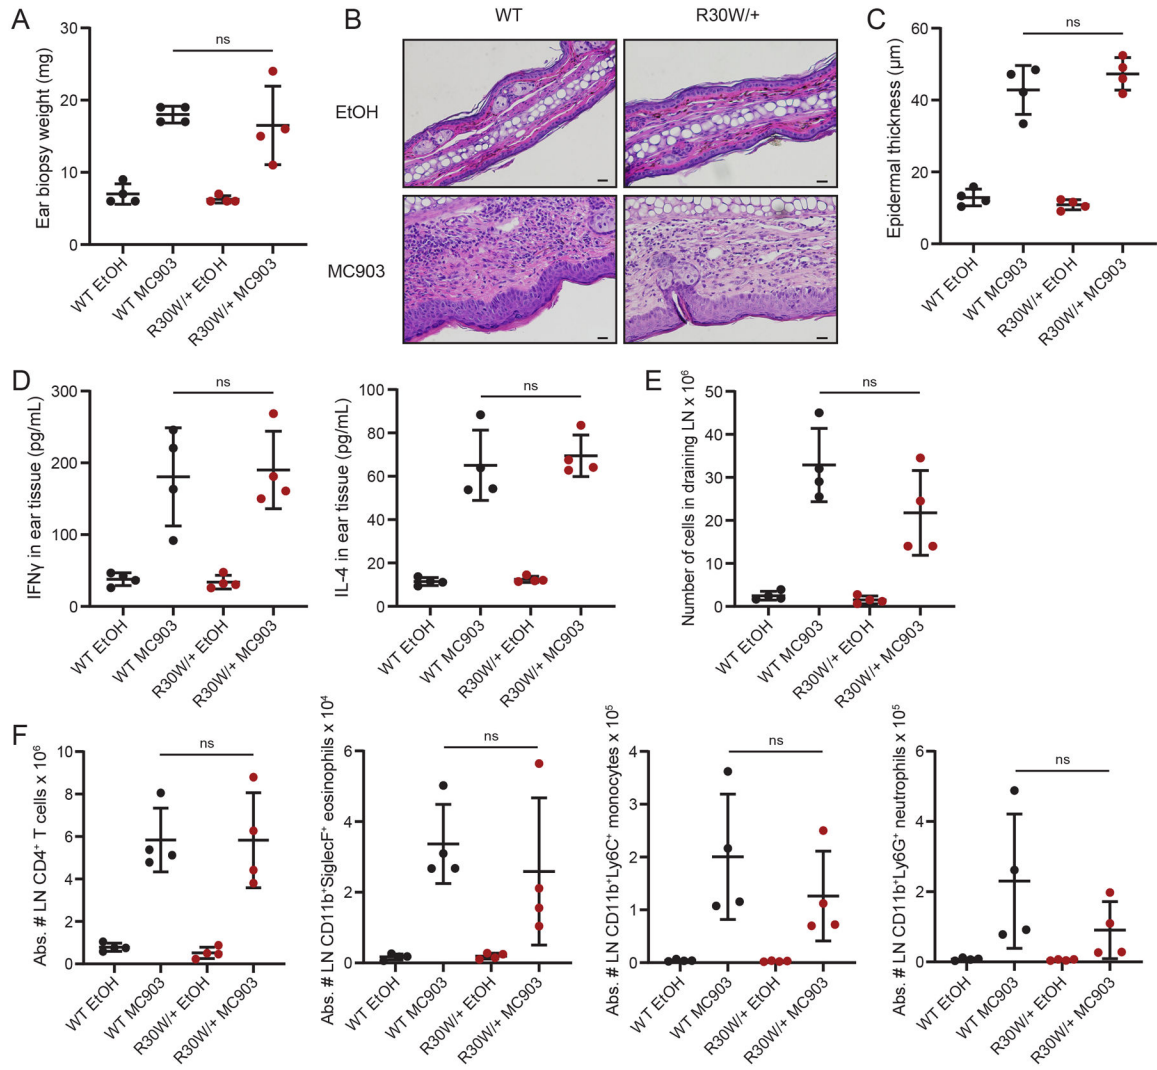 A
Ear biopsy weight (mg)
30
20
10
0
ns
WT EtOH
WT MC903
R30W/+ EtOH
R30W/+ MC903
B
WT
R30W/+
EtOH
MC903
C
Epidermal thickness (µm)
60
40
20
0
ns
WT EtOH
WT MC903
R30W/+ EtOH
R30W/+ MC903
D
IFNγ in ear tissue (pg/mL)
300
200
100
0
ns
WT EtOH
WT MC903
R30W/+ EtOH
R30W/+ MC903
IL-4 in ear tissue (pg/mL)
100
80
60
40
20
0
ns
WT EtOH
WT MC903
R30W/+ EtOH
R30W/+ MC903
E
Number of cells in draining LN x 10⁶
50
40
30
20
10
0
ns
WT EtOH
WT MC903
R30W/+ EtOH
R30W/+ MC903
F
Abs. # LN CD4⁺ T cells x 10⁶
10
8
6
4
2
0
ns
WT EtOH
WT MC903
R30W/+ EtOH
R30W/+ MC903
Abs. # LN CD11b⁺SiglecF⁺ eosinophils x 10⁴
6
4
2
0
ns
WT EtOH
WT MC903
R30W/+ EtOH
R30W/+ MC903
Abs. # LN CD11b⁺Ly6C⁺ monocytes x 10⁵
4
3
2
1
0
ns
WT EtOH
WT MC903
R30W/+ EtOH
R30W/+ MC903
Abs. # LN CD11b⁺Ly6G⁺ neutrophils x 10⁵
6
4
2
0
ns
WT EtOH
WT MC903
R30W/+ EtOH
R30W/+ MC903